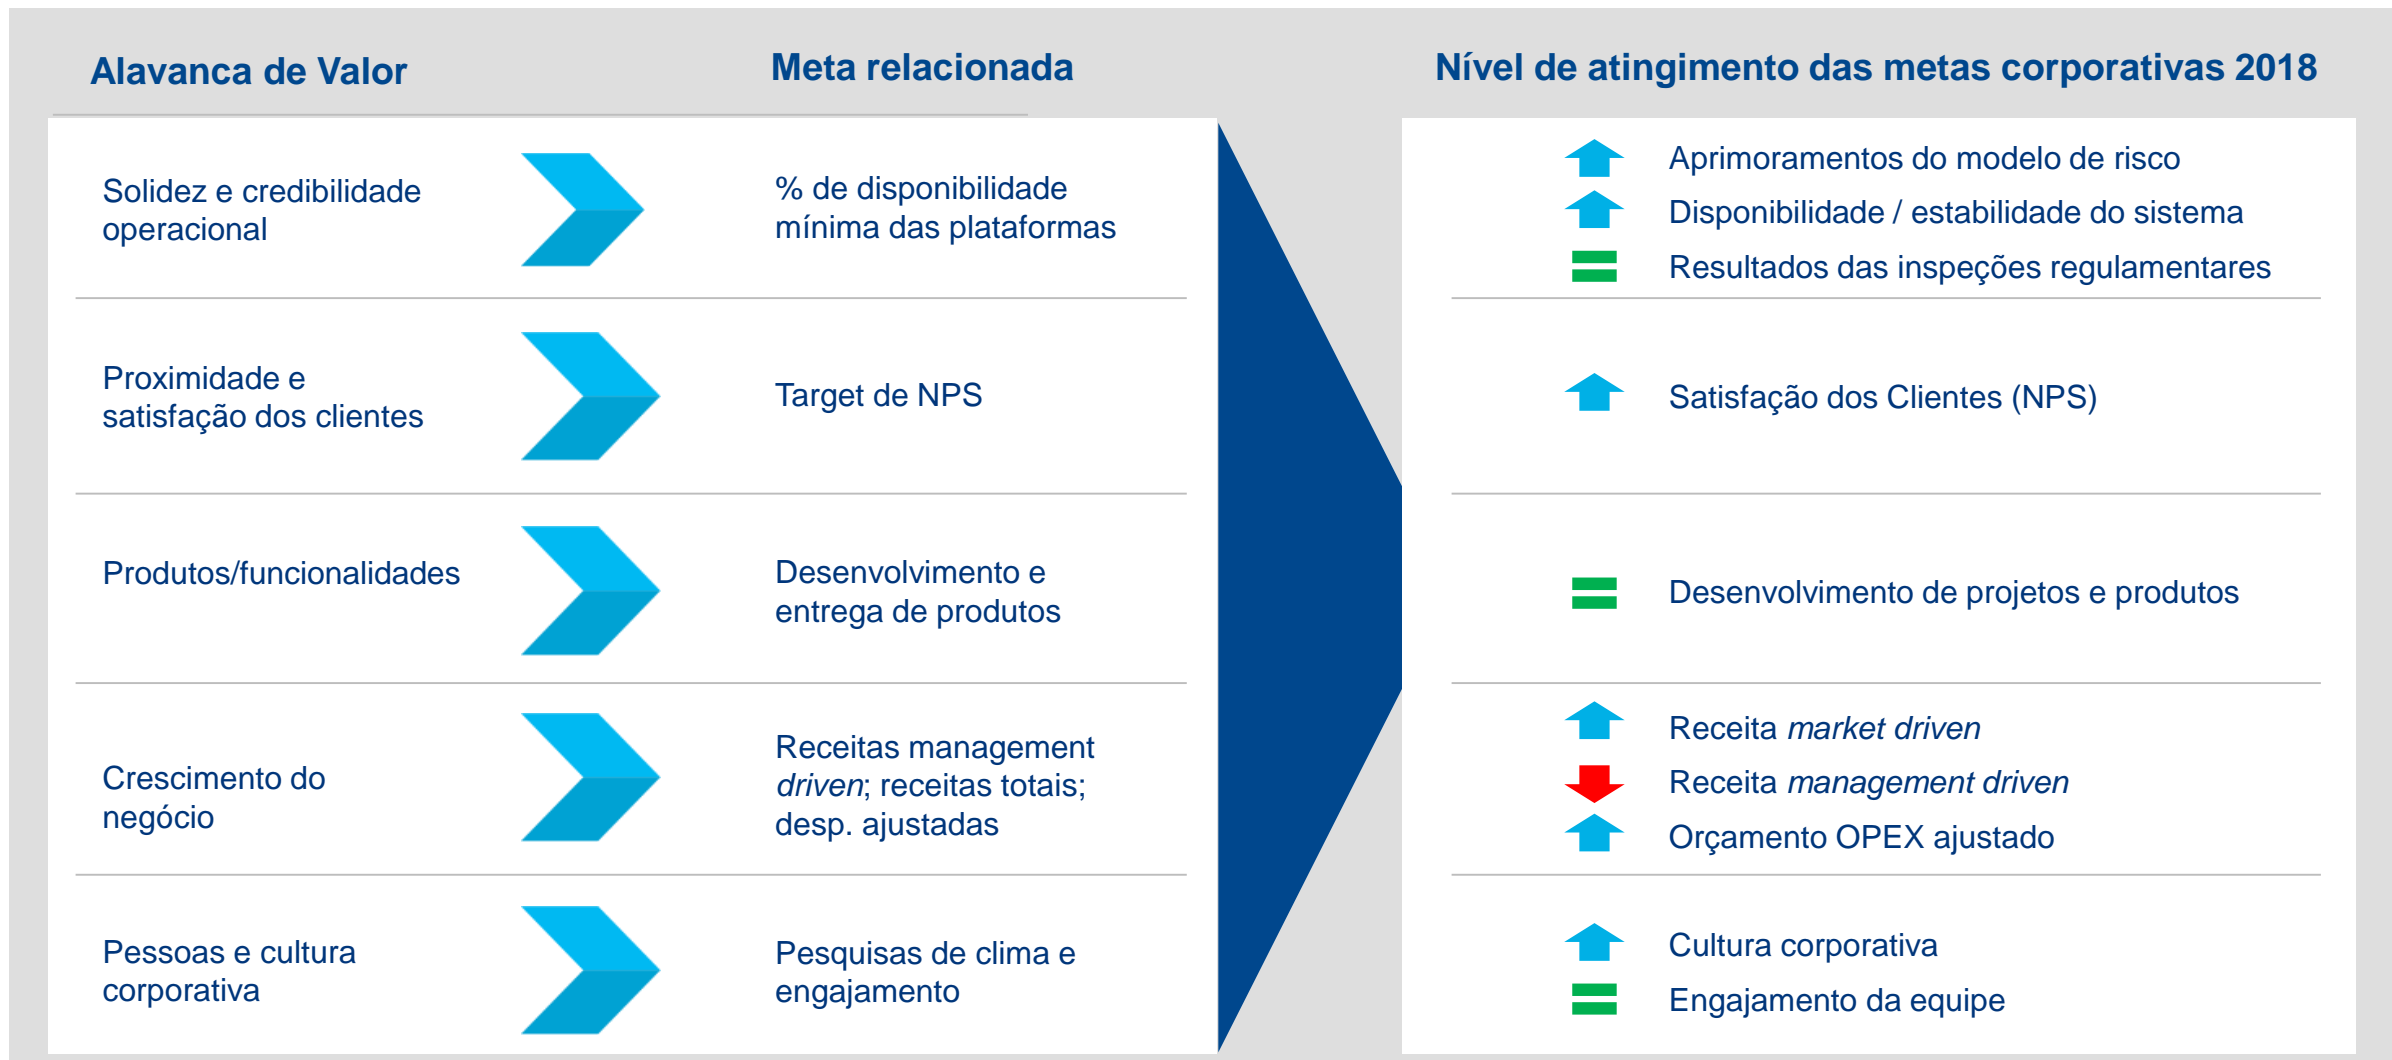 Alavanca de Valor
Meta relacionada
Nível de atingimento das metas corporativas 2018
Solidez e credibilidade
operacional
% de disponibilidade
mínima das plataformas
Aprimoramentos do modelo de risco
Disponibilidade / estabilidade do sistema
Resultados das inspeções regulamentares
Proximidade e
satisfação dos clientes
Target de NPS
Satisfação dos Clientes (NPS)
Produtos/funcionalidades
Desenvolvimento e
entrega de produtos
Desenvolvimento de projetos e produtos
Crescimento do
negócio
Receitas management
driven; receitas totais;
desp. ajustadas
Receita market driven
Receita management driven
Orçamento OPEX ajustado
Pessoas e cultura
corporativa
Pesquisas de clima e
engajamento
Cultura corporativa
Engajamento da equipe